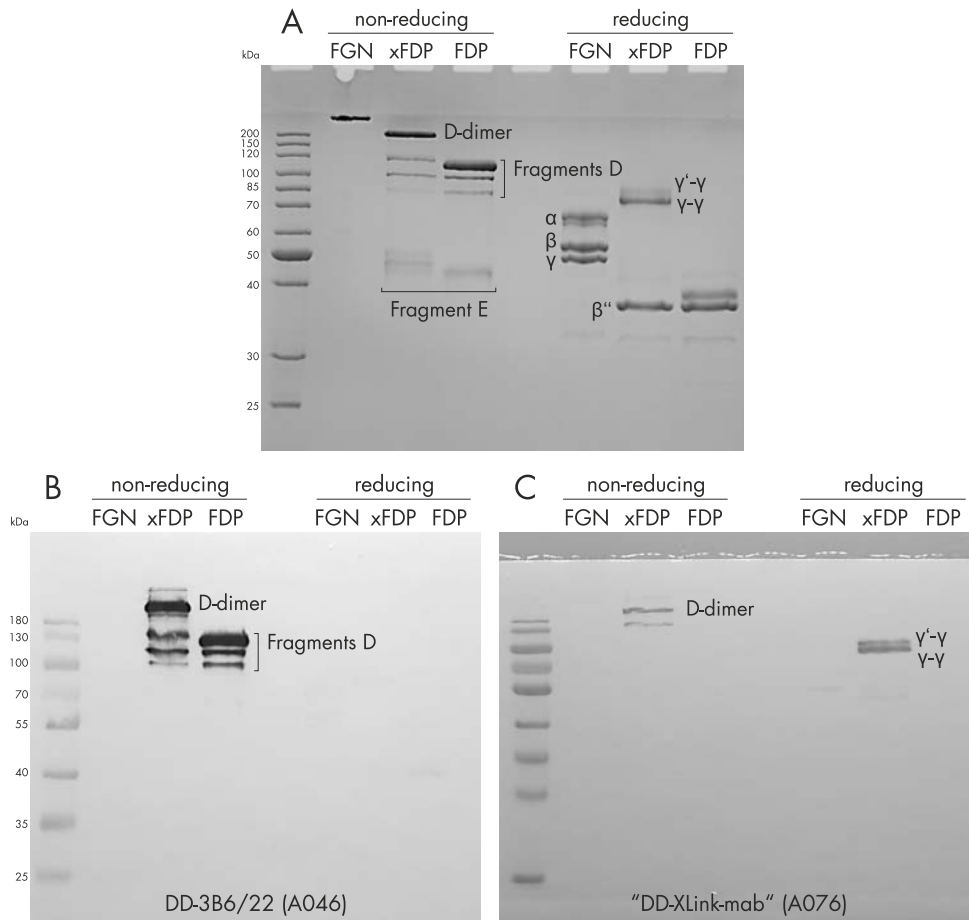 A
non-reducing reducing
kDa FGN xFDP FDP FGN xFDP FDP
200 D-dimer
150
120
100 Fragments D
85
γ‘-γ
70 γ-γ
α
60
β
50 γ
40
Fragment E β“
30
25
B
non-reducing reducing
kDa FGN xFDP FDP FGN xFDP FDP
D-dimer
180
130 Fragments D
100
70
55
40
35
25
DD-3B6/22 (A046)
C
non-reducing reducing
FGN xFDP FDP FGN xFDP FDP
D-dimer
γ‘-γ
γ-γ
“DD-XLink-mab” (A076)